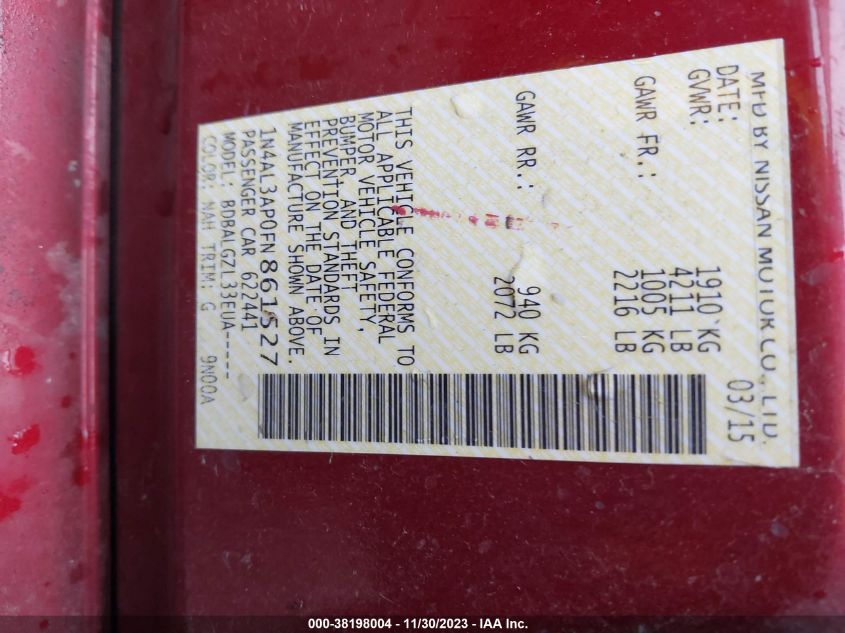 MFD BY NISSAN MOTOR CO., LTD.
DATE: 03/15
GVWR: 1910 KG
4211 LB
GAWR FR.: 1005 KG
2216 LB
GAWR RR.: 940 KG
2072 LB
THIS VEHICLE CONFORMS TO
ALL APPLICABLE FEDERAL
MOTOR VEHICLE SAFETY,
BUMPER, AND THEFT
PREVENTION STANDARDS IN
EFFECT ON THE DATE OF
MANUFACTURE SHOWN ABOVE.
1N4AL3AP0FN861527
PASSENGER CAR 622441
MODEL: BDBALGZL33EUA-----
COLOR: NAH TRIM: G 9N00A
000-38198004 - 11/30/2023 - IAA Inc.